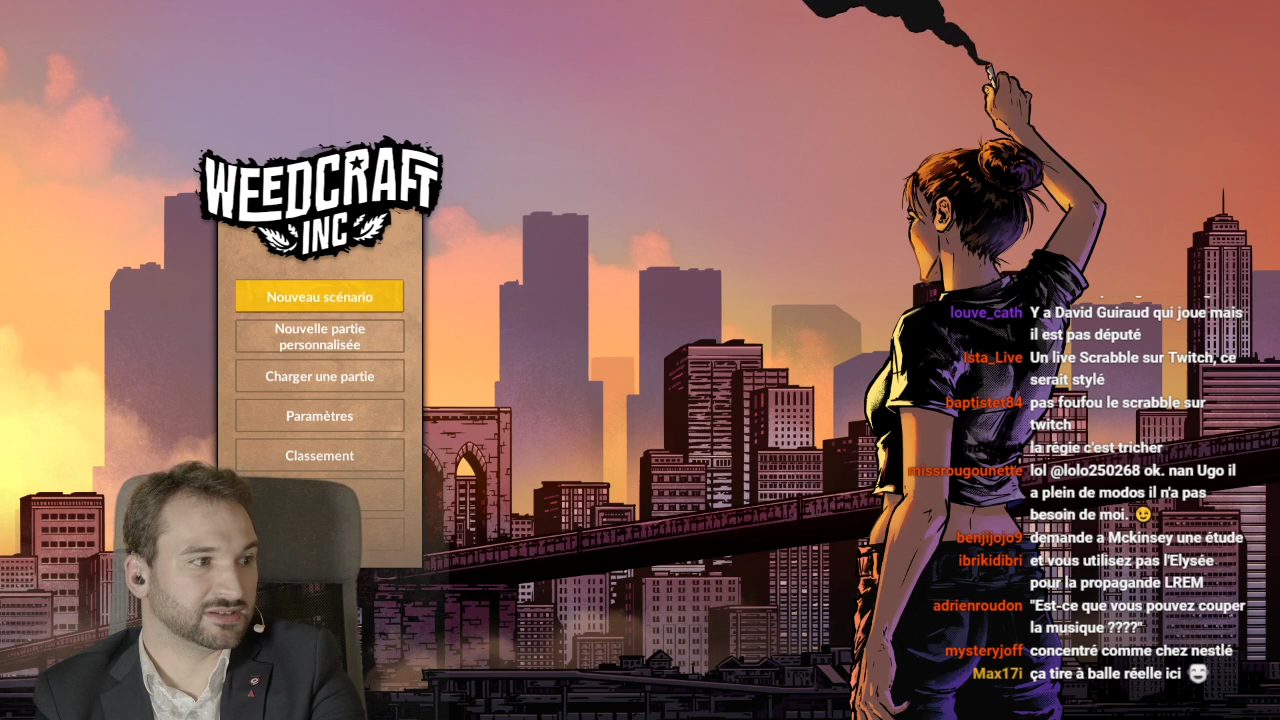 WEEDCRAFT
INC
Nouveau scénario
Nouvelle partie
personnalisée
Charger une partie
Paramètres
Classement
louve_cath Y a David Guiraud qui joue mais
il est pas député
Ista_Live Un live Scrabble sur Twitch, ce
serait stylé
baptistet84 pas foufou le scrabble sur
twitch
la régie c'est tricher
missrougounette lol @lolo250268 ok. nan Ugo il
a plein de modos il n'a pas
besoin de moi. 😉
benjijojo9 demande a Mckinsey une étude
ibrikidibri et vous utilisez pas l'Elysée
pour la propagande LREM
adrienroudon "Est-ce que vous pouvez couper
la musique ????"
mysteryjoff concentré comme chez nestlé
Max17i ça tire à balle réelle ici